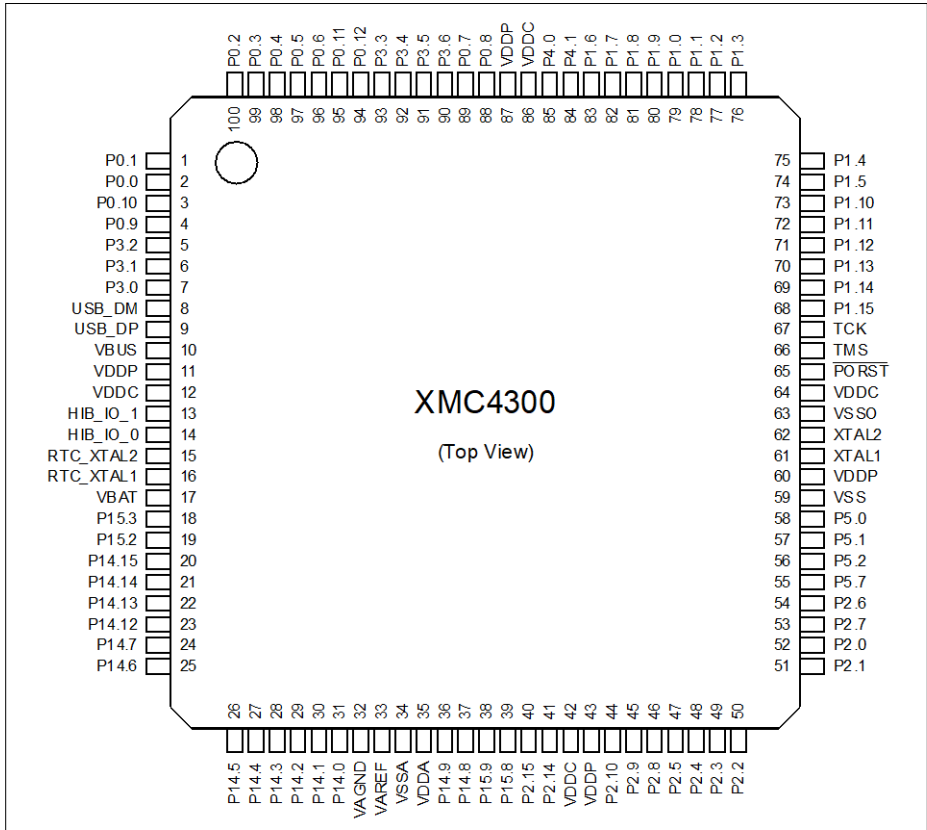 P0.2 P0.3 P0.4 P0.5 P0.6 P0.11 P0.12 P3.3 P3.4 P3.5 P3.6 P0.7 P0.8 VDDP VDDC P4.0 P4.1 P1.6 P1.7 P1.8 P1.9 P1.0 P1.1 P1.2 P1.3
100 99 98 97 96 95 94 93 92 91 90 89 88 87 86 85 84 83 82 81 80 79 78 77 76
P0.1 1 75 P1.4
P0.0 2 74 P1.5
P0.10 3 73 P1.10
P0.9 4 72 P1.11
P3.2 5 71 P1.12
P3.1 6 70 P1.13
P3.0 7 69 P1.14
USB_DM 8 68 P1.15
USB_DP 9 67 TCK
VBUS 10 66 TMS
VDDP 11 65 PORST
VDDC 12 64 VDDC
HIB_IO_1 13 63 VSSO
HIB_IO_0 14 62 XTAL2
RTC_XTAL2 15 61 XTAL1
RTC_XTAL1 16 60 VDDP
VBAT 17 59 VSS
P15.3 18 58 P5.0
P15.2 19 57 P5.1
P14.15 20 56 P5.2
P14.14 21 55 P5.7
P14.13 22 54 P2.6
P14.12 23 53 P2.7
P14.7 24 52 P2.0
P14.6 25 51 P2.1
XMC4300
(Top View)
26 27 28 29 30 31 32 33 34 35 36 37 38 39 40 41 42 43 44 45 46 47 48 49 50
P14.5 P14.4 P14.3 P14.2 P14.1 P14.0 VAGND VAREF VSSA VDDA P14.9 P14.8 P15.9 P15.8 P2.15 P2.14 VDDC VDDP P2.10 P2.9 P2.8 P2.5 P2.4 P2.3 P2.2